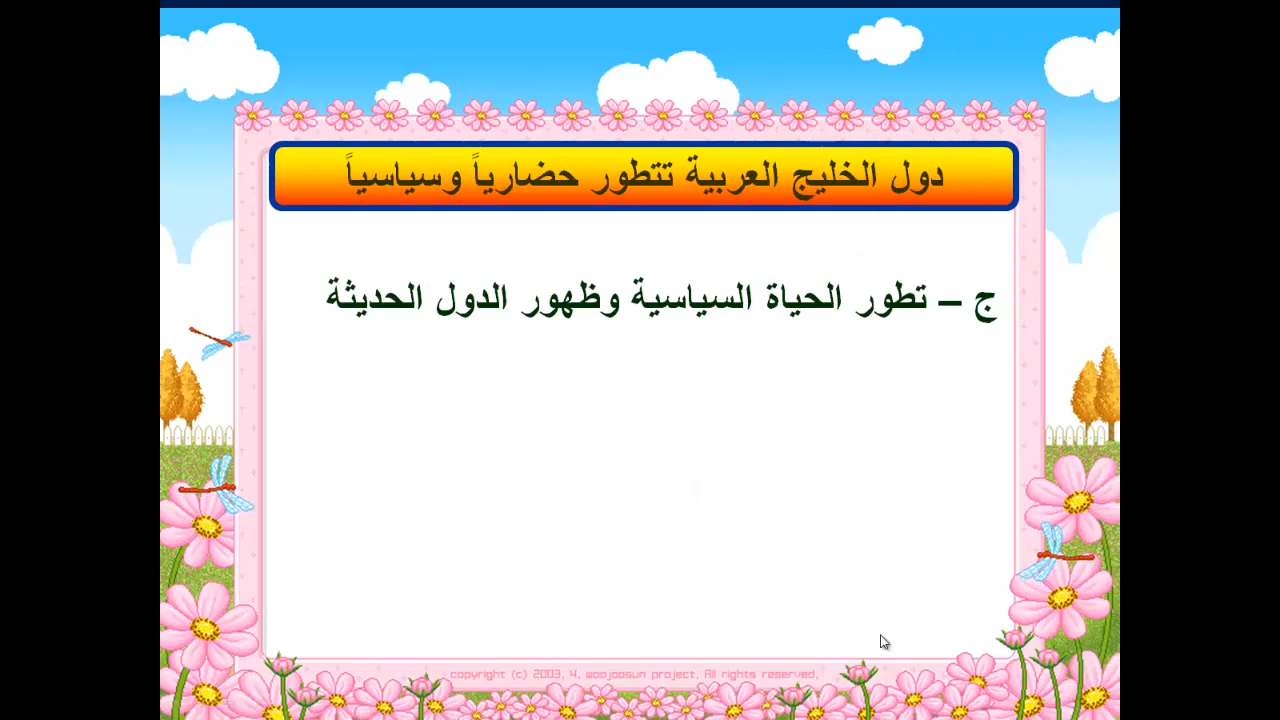 دول الخليج العربية تتطور حضارياً وسياسياً
ج – تطور الحياة السياسية وظهور الدول الحديثة
copyright (c) 2003, 4, woojoosun project, All rights reserved,